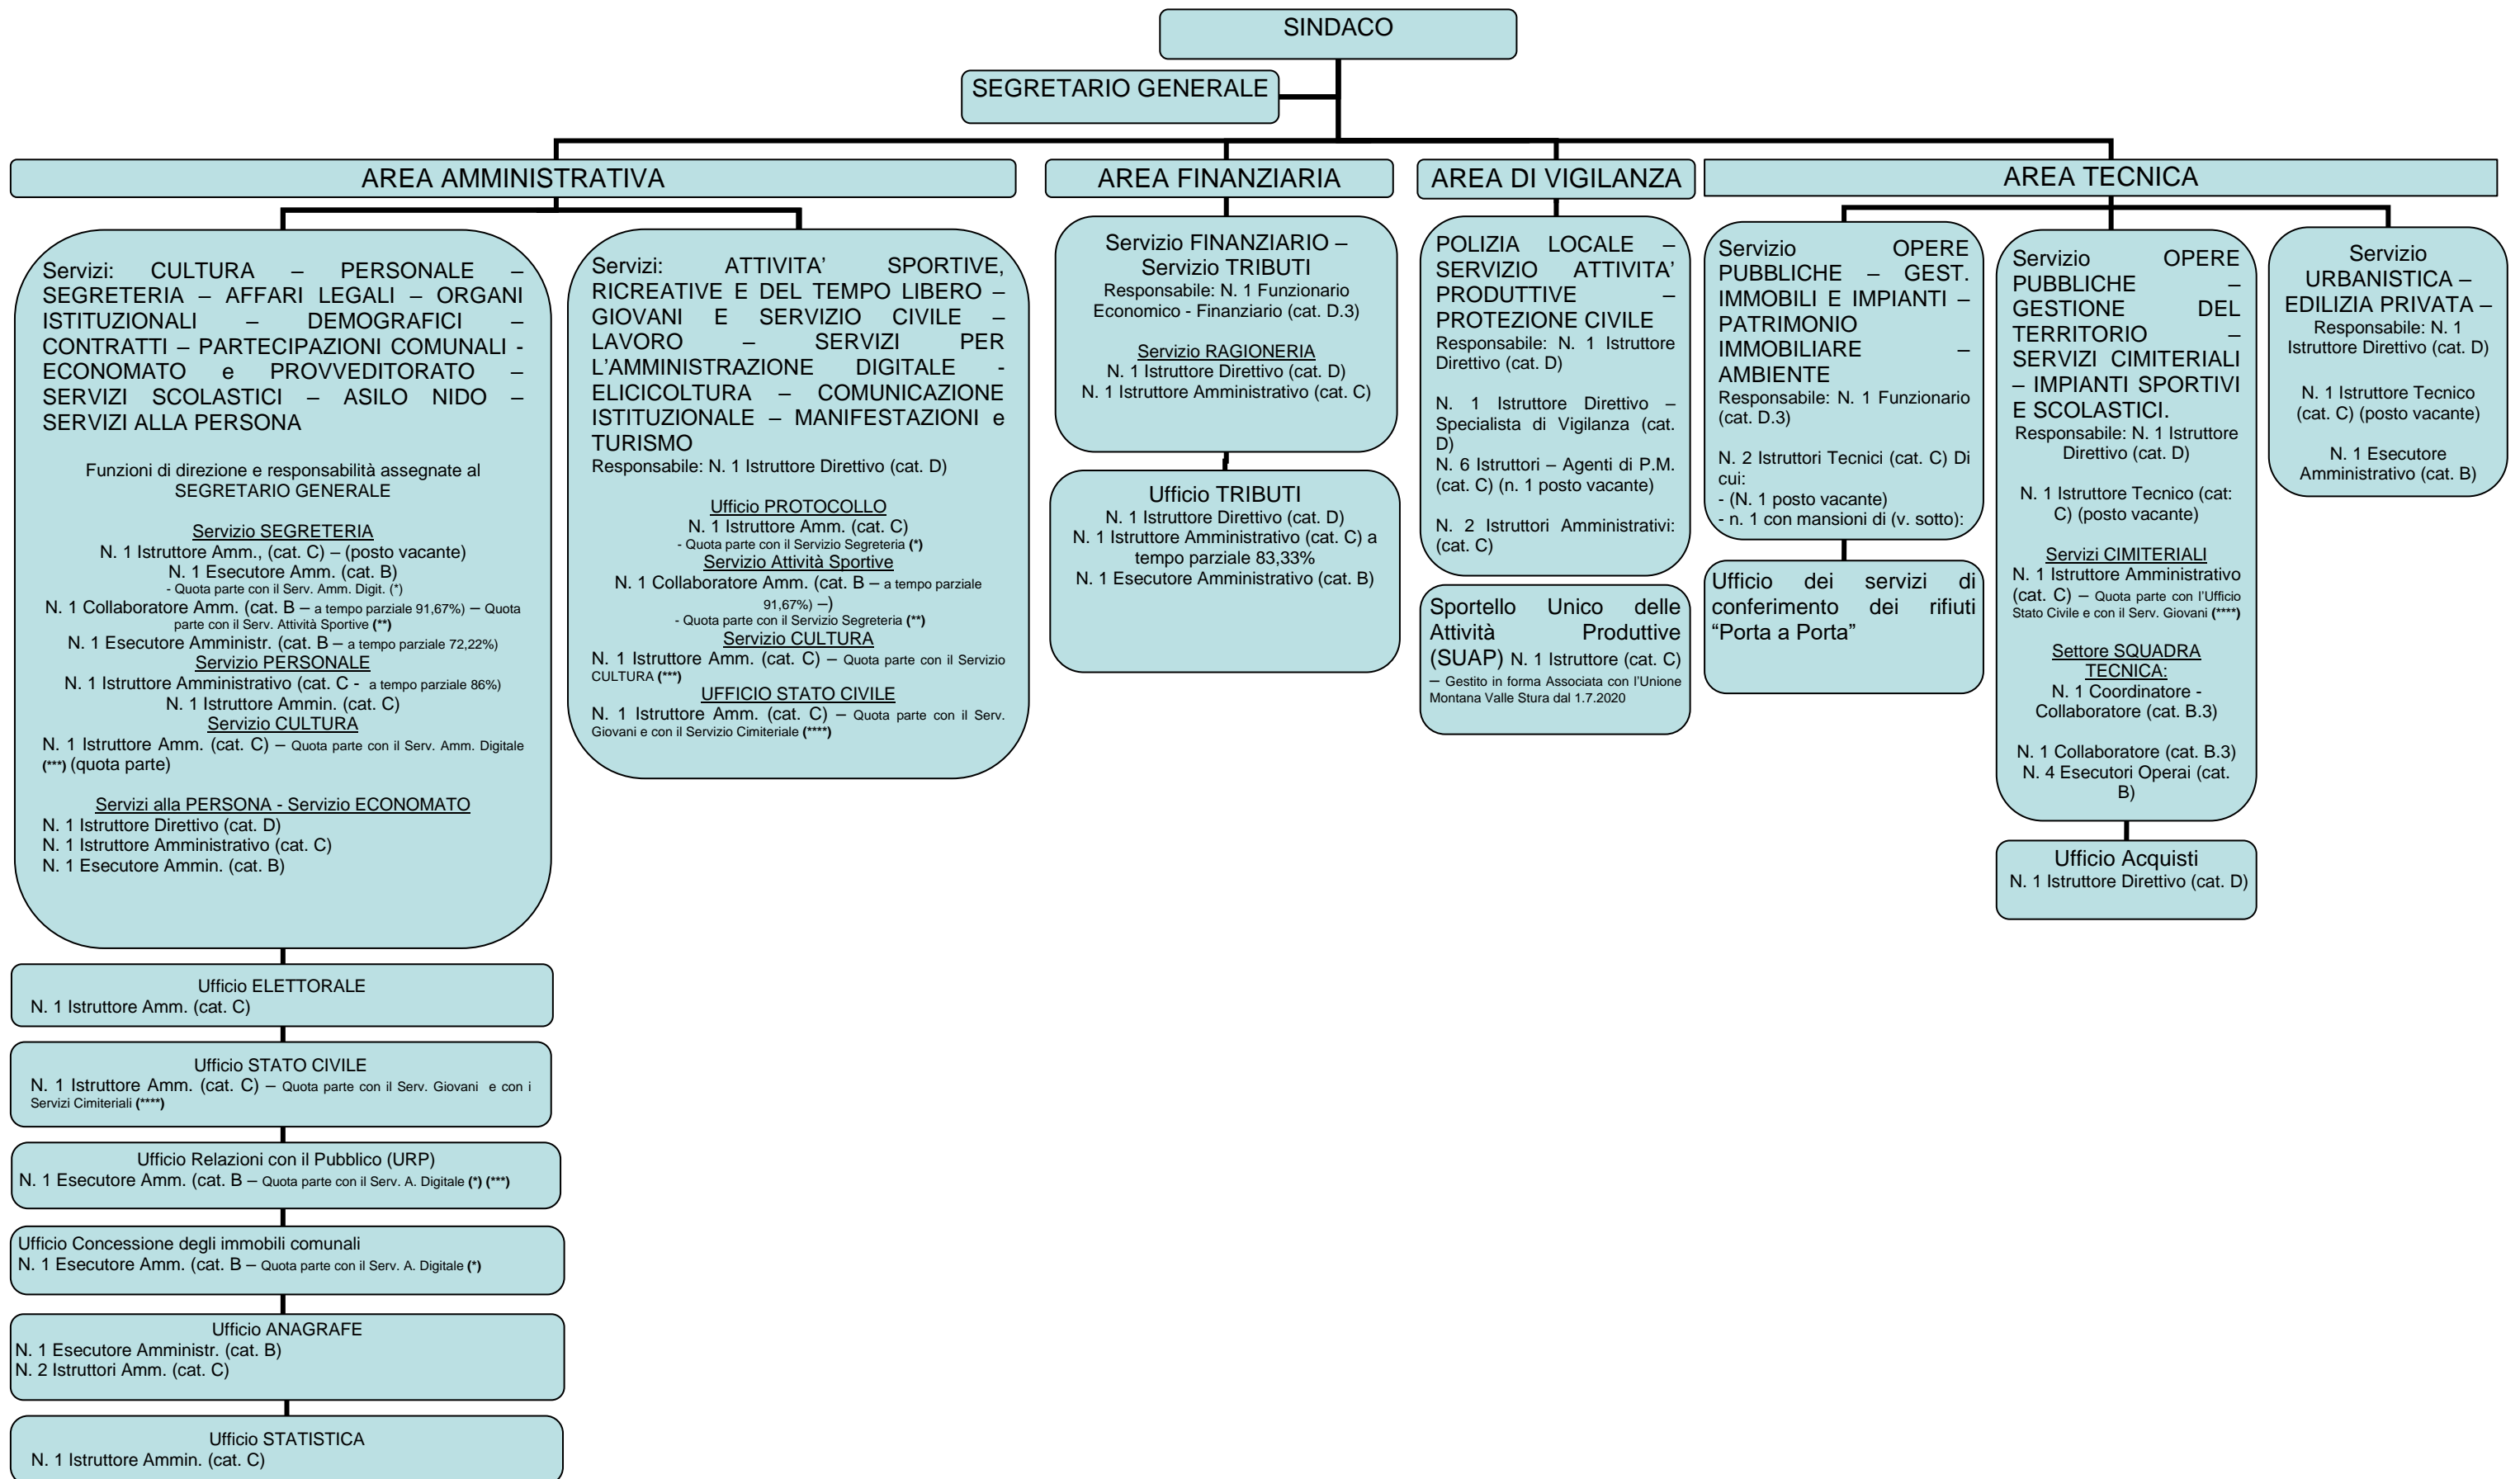 SINDACO
SEGRETARIO GENERALE
AREA AMMINISTRATIVA
AREA FINANZIARIA
AREA DI VIGILANZA
AREA TECNICA
Servizi: CULTURA – PERSONALE –
SEGRETERIA – AFFARI LEGALI – ORGANI
ISTITUZIONALI – DEMOGRAFICI –
CONTRATTI – PARTECIPAZIONI COMUNALI -
ECONOMATO e PROVVEDITORATO –
SERVIZI SCOLASTICI – ASILO NIDO –
SERVIZI ALLA PERSONA
Funzioni di direzione e responsabilità assegnate al
SEGRETARIO GENERALE
Servizio SEGRETERIA
N. 1 Istruttore Amm., (cat. C) – (posto vacante)
N. 1 Esecutore Amm. (cat. B)
- Quota parte con il Serv. Amm. Digit. (*)
N. 1 Collaboratore Amm. (cat. B – a tempo parziale 91,67%) – Quota
parte con il Serv. Attività Sportive (**)
N. 1 Esecutore Amministr. (cat. B – a tempo parziale 72,22%)
Servizio PERSONALE
N. 1 Istruttore Amministrativo (cat. C - a tempo parziale 86%)
N. 1 Istruttore Ammin. (cat. C)
Servizio CULTURA
N. 1 Istruttore Amm. (cat. C) – Quota parte con il Serv. Amm. Digitale
(***) (quota parte)
Servizi alla PERSONA - Servizio ECONOMATO
N. 1 Istruttore Direttivo (cat. D)
N. 1 Istruttore Amministrativo (cat. C)
N. 1 Esecutore Ammin. (cat. B)
Ufficio ELETTORALE
N. 1 Istruttore Amm. (cat. C)
Ufficio STATO CIVILE
N. 1 Istruttore Amm. (cat. C) – Quota parte con il Serv. Giovani e con i
Servizi Cimiteriali (****)
Ufficio Relazioni con il Pubblico (URP)
N. 1 Esecutore Amm. (cat. B – Quota parte con il Serv. A. Digitale (*) (***)
Ufficio Concessione degli immobili comunali
N. 1 Esecutore Amm. (cat. B – Quota parte con il Serv. A. Digitale (*)
Ufficio ANAGRAFE
N. 1 Esecutore Amministr. (cat. B)
N. 2 Istruttori Amm. (cat. C)
Ufficio STATISTICA
N. 1 Istruttore Ammin. (cat. C)
Servizi: ATTIVITA’ SPORTIVE,
RICREATIVE E DEL TEMPO LIBERO –
GIOVANI E SERVIZIO CIVILE –
LAVORO – SERVIZI PER
L’AMMINISTRAZIONE DIGITALE -
ELICICOLTURA – COMUNICAZIONE
ISTITUZIONALE – MANIFESTAZIONI e
TURISMO
Responsabile: N. 1 Istruttore Direttivo (cat. D)
Ufficio PROTOCOLLO
N. 1 Istruttore Amm. (cat. C)
- Quota parte con il Servizio Segreteria (*)
Servizio Attività Sportive
N. 1 Collaboratore Amm. (cat. B – a tempo parziale
91,67%) –)
- Quota parte con il Servizio Segreteria (**)
Servizio CULTURA
N. 1 Istruttore Amm. (cat. C) – Quota parte con il Servizio
CULTURA (***)
UFFICIO STATO CIVILE
N. 1 Istruttore Amm. (cat. C) – Quota parte con il Serv.
Giovani e con il Servizio Cimiteriale (****)
Servizio FINANZIARIO –
Servizio TRIBUTI
Responsabile: N. 1 Funzionario
Economico - Finanziario (cat. D.3)
Servizio RAGIONERIA
N. 1 Istruttore Direttivo (cat. D)
N. 1 Istruttore Amministrativo (cat. C)
Ufficio TRIBUTI
N. 1 Istruttore Direttivo (cat. D)
N. 1 Istruttore Amministrativo (cat. C) a
tempo parziale 83,33%
N. 1 Esecutore Amministrativo (cat. B)
POLIZIA LOCALE –
SERVIZIO ATTIVITA’
PRODUTTIVE –
PROTEZIONE CIVILE
Responsabile: N. 1 Istruttore
Direttivo (cat. D)
N. 1 Istruttore Direttivo –
Specialista di Vigilanza (cat.
D)
N. 6 Istruttori – Agenti di P.M.
(cat. C) (n. 1 posto vacante)
N. 2 Istruttori Amministrativi:
(cat. C)
Sportello Unico delle
Attività Produttive
(SUAP) N. 1 Istruttore (cat. C)
– Gestito in forma Associata con l’Unione
Montana Valle Stura dal 1.7.2020
Servizio OPERE
PUBBLICHE – GEST.
IMMOBILI E IMPIANTI –
PATRIMONIO
IMMOBILIARE –
AMBIENTE
Responsabile: N. 1 Funzionario
(cat. D.3)
N. 2 Istruttori Tecnici (cat. C) Di
cui:
- (N. 1 posto vacante)
- n. 1 con mansioni di (v. sotto):
Ufficio dei servizi di
conferimento dei rifiuti
“Porta a Porta”
Servizio OPERE
PUBBLICHE –
GESTIONE DEL
TERRITORIO –
SERVIZI CIMITERIALI
– IMPIANTI SPORTIVI
E SCOLASTICI.
Responsabile: N. 1 Istruttore
Direttivo (cat. D)
N. 1 Istruttore Tecnico (cat:
C) (posto vacante)
Servizi CIMITERIALI
N. 1 Istruttore Amministrativo
(cat. C) – Quota parte con l’Ufficio
Stato Civile e con il Serv. Giovani (****)
Settore SQUADRA
TECNICA:
N. 1 Coordinatore -
Collaboratore (cat. B.3)
N. 1 Collaboratore (cat. B.3)
N. 4 Esecutori Operai (cat.
B)
Ufficio Acquisti
N. 1 Istruttore Direttivo (cat. D)
Servizio
URBANISTICA –
EDILIZIA PRIVATA –
Responsabile: N. 1
Istruttore Direttivo (cat. D)
N. 1 Istruttore Tecnico
(cat. C) (posto vacante)
N. 1 Esecutore
Amministrativo (cat. B)